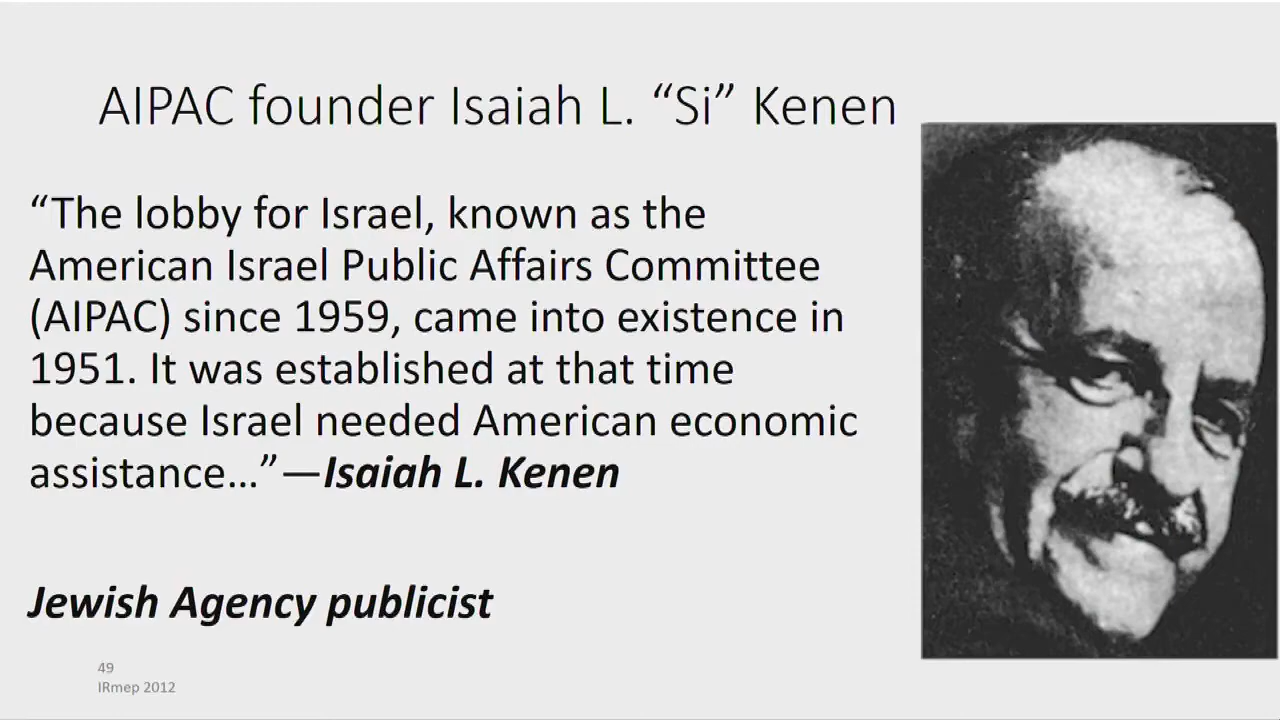 AIPAC founder Isaiah L. “Si” Kenen
“The lobby for Israel, known as the
American Israel Public Affairs Committee
(AIPAC) since 1959, came into existence in
1951. It was established at that time
because Israel needed American economic
assistance…”—Isaiah L. Kenen
Jewish Agency publicist
49
IRmep 2012